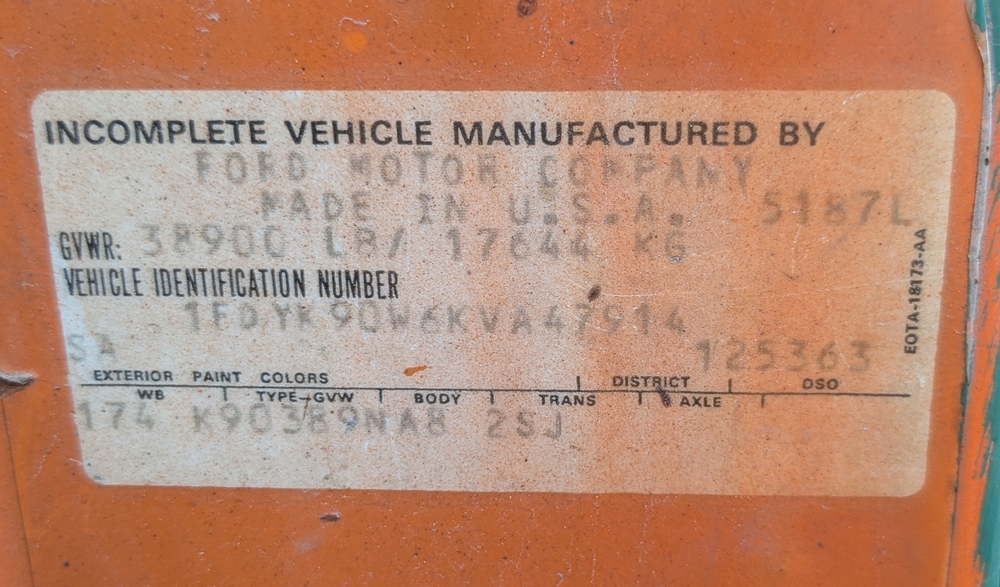 INCOMPLETE VEHICLE MANUFACTURED BY
FORD MOTOR COMPANY
MADE IN U.S.A. 5187L
GVWR: 38900 LB/ 17644 KG
VEHICLE IDENTIFICATION NUMBER
1FDYK90W6KVA47914
SA 125363
EXTERIOR PAINT COLORS DISTRICT DSO
WB TYPE-GVW BODY TRANS AXLE
174 K90389NA8 2SJ
EOTA-18173-AA